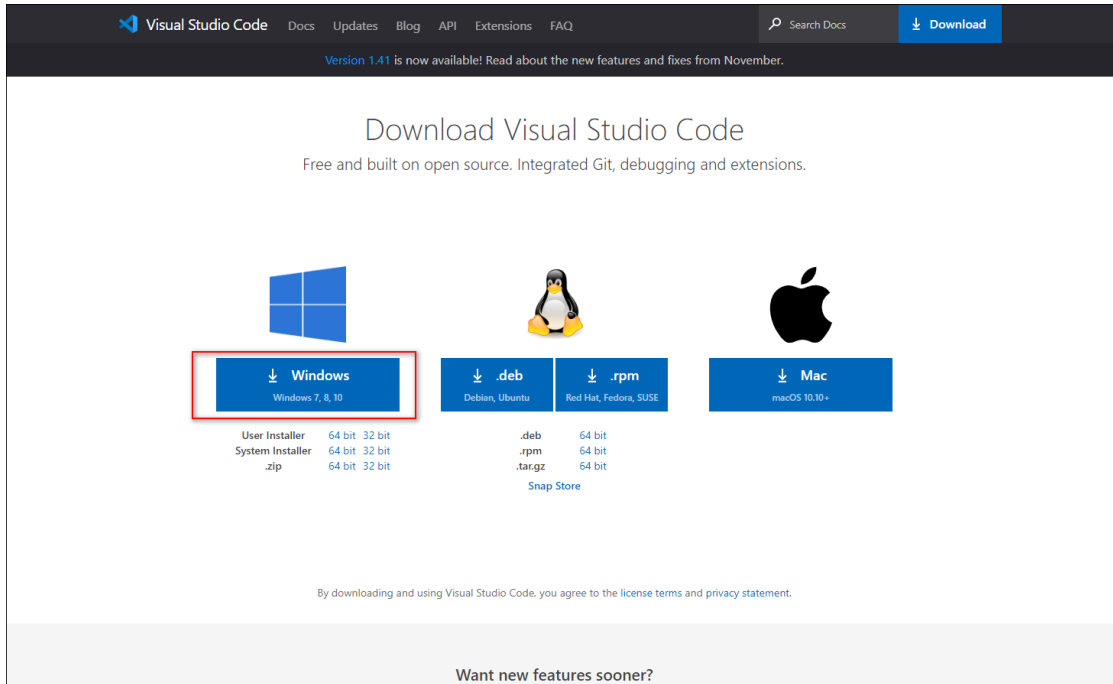 Visual Studio Code Docs Updates Blog API Extensions FAQ Search Docs Download
Version 1.41 is now available! Read about the new features and fixes from November.
Download Visual Studio Code
Free and built on open source. Integrated Git, debugging and extensions.
Windows
Windows 7, 8, 10
.deb
Debian, Ubuntu
.rpm
Red Hat, Fedora, SUSE
Mac
macOS 10.10+
User Installer 64 bit 32 bit
System Installer 64 bit 32 bit
.zip 64 bit 32 bit
.deb 64 bit
.rpm 64 bit
.tar.gz 64 bit
Snap Store
By downloading and using Visual Studio Code, you agree to the license terms and privacy statement.
Want new features sooner?